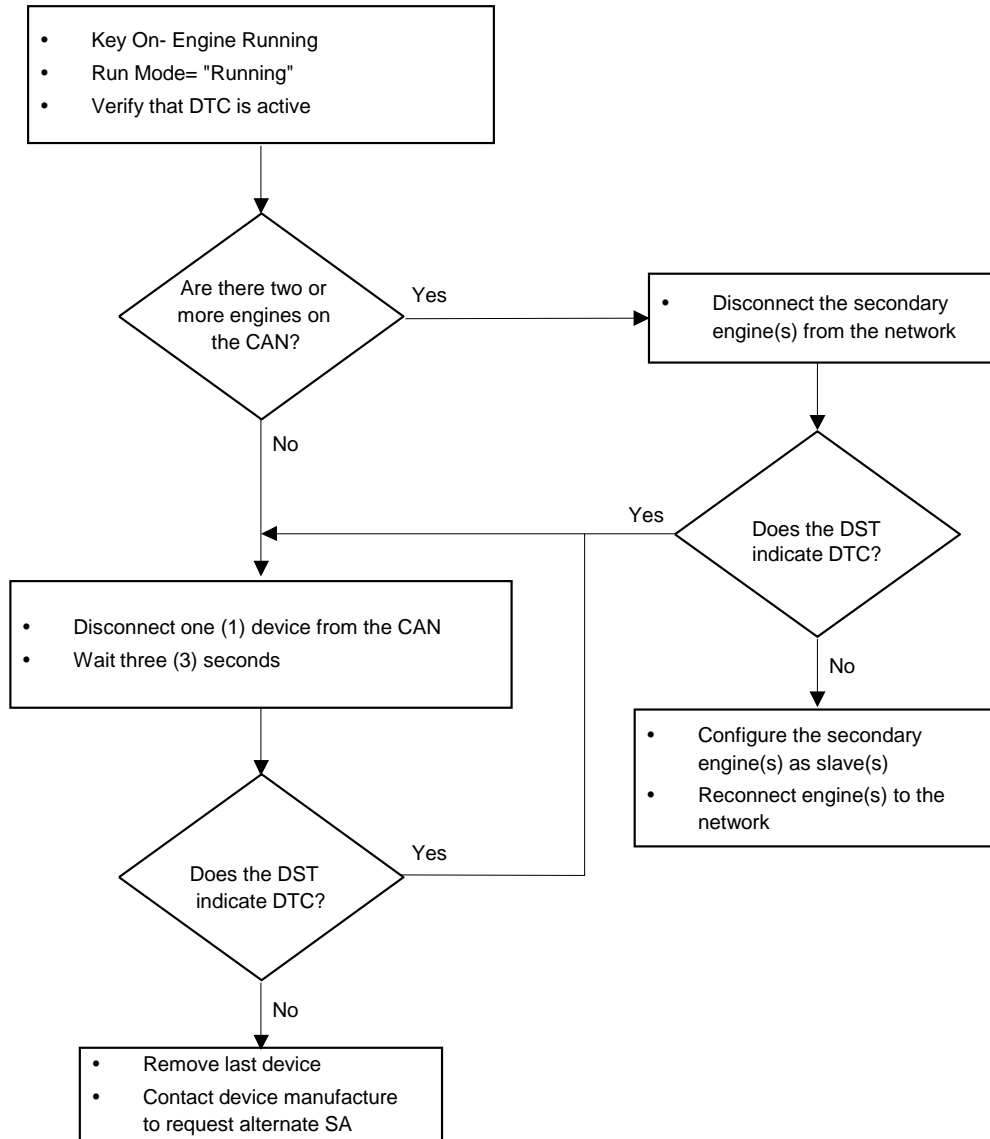 • Key On- Engine Running
• Run Mode= "Running"
• Verify that DTC is active
Are there two or
more engines on
the CAN?
Yes
No
• Disconnect the secondary
engine(s) from the network
Does the DST
indicate DTC?
Yes
No
• Configure the secondary
engine(s) as slave(s)
• Reconnect engine(s) to the
network
• Disconnect one (1) device from the CAN
• Wait three (3) seconds
Does the DST
indicate DTC?
Yes
No
• Remove last device
• Contact device manufacture
to request alternate SA